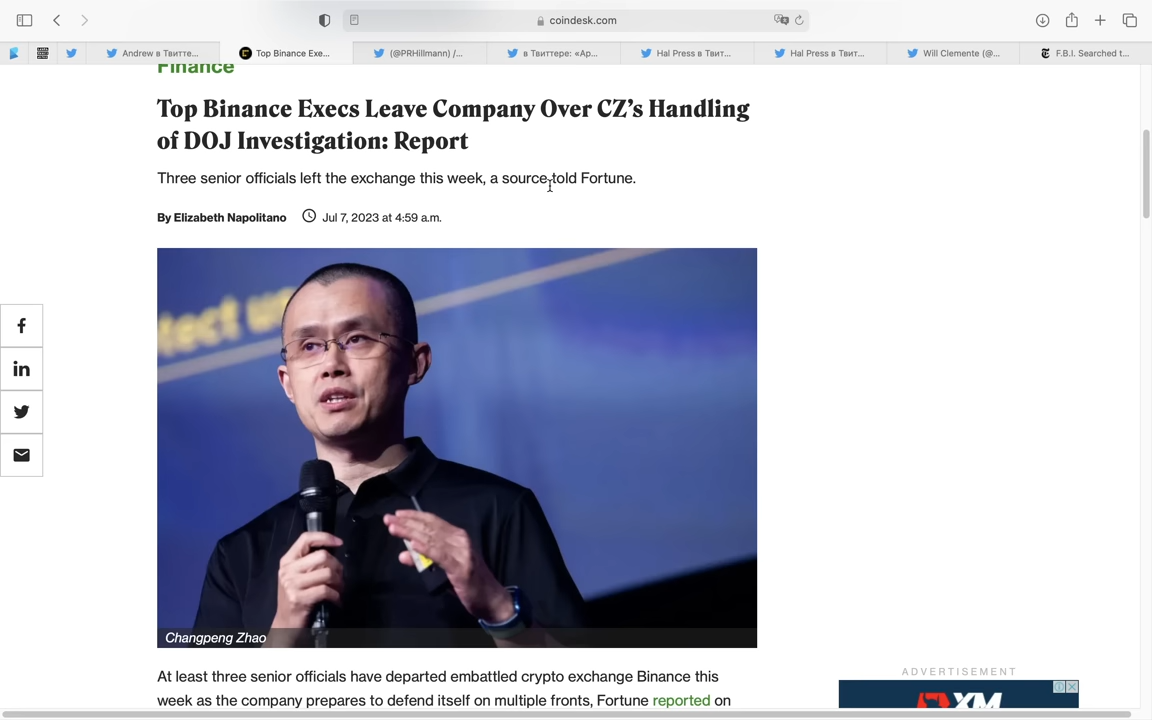 coindesk.com
Andrew в Твитте...
Top Binance Exe...
(@PRHillmann) /...
в Твиттере: «Ap...
Hal Press в Твит...
Hal Press в Твит...
Will Clemente (@...
F.B.I. Searched t...
Finance
Top Binance Execs Leave Company Over CZ’s Handling
of DOJ Investigation: Report
Three senior officials left the exchange this week, a source told Fortune.
By Elizabeth Napolitano Jul 7, 2023 at 4:59 a.m.
tect us
Changpeng Zhao
At least three senior officials have departed embattled crypto exchange Binance this
week as the company prepares to defend itself on multiple fronts, Fortune reported on
ADVERTISEMENT
XM